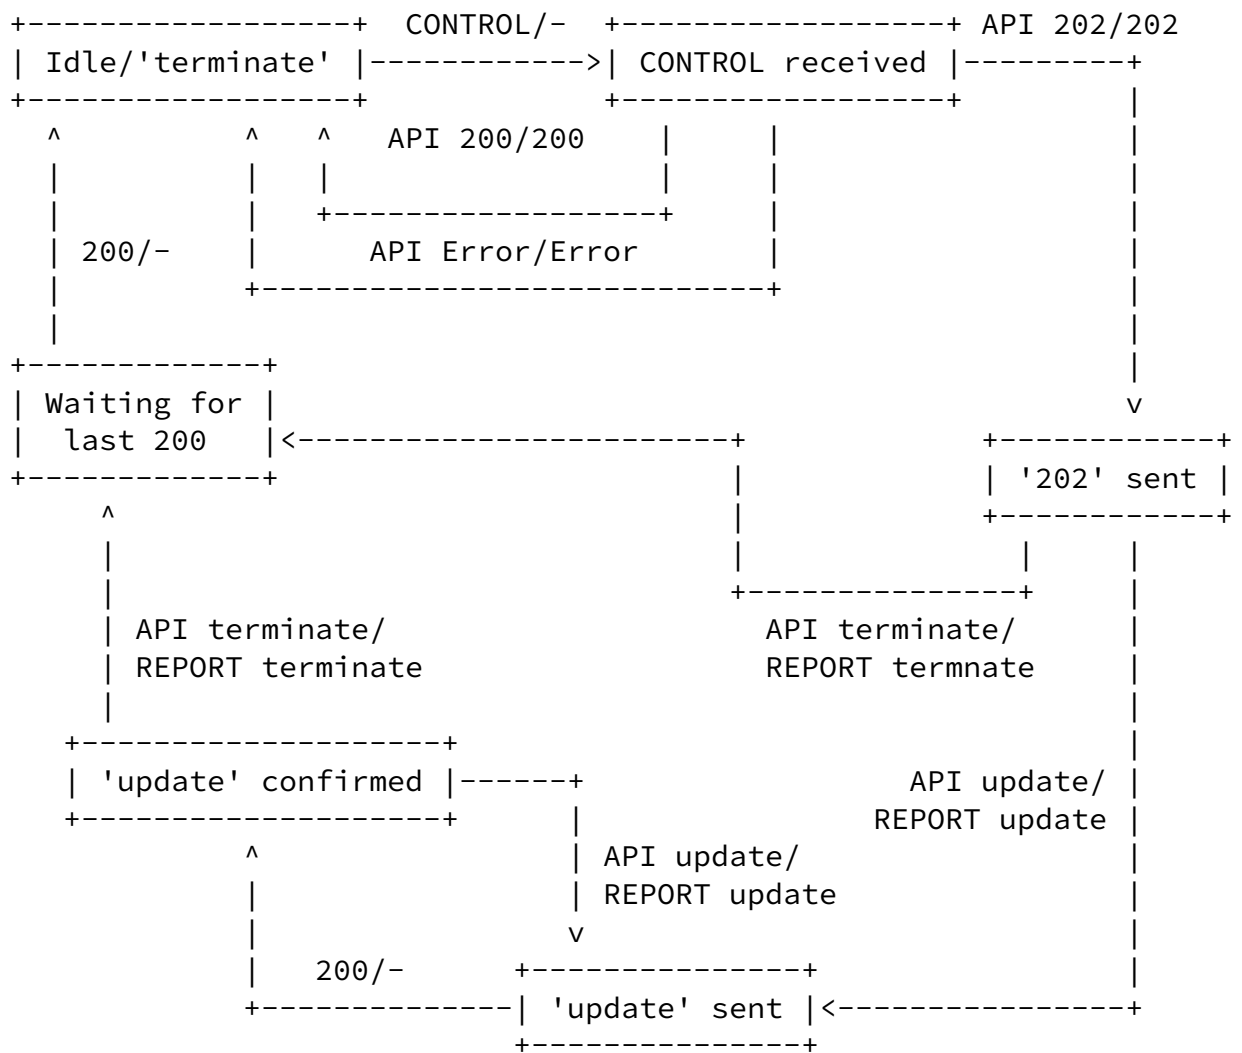 CONTROL/- API 202/202
Idle/'terminate' CONTROL received
API 200/200
200/- API Error/Error
Waiting for
last 200
'202' sent
API terminate/ API terminate/
REPORT terminate REPORT termnate
'update' confirmed API update/
REPORT update
API update/
REPORT update
200/-
'update' sent